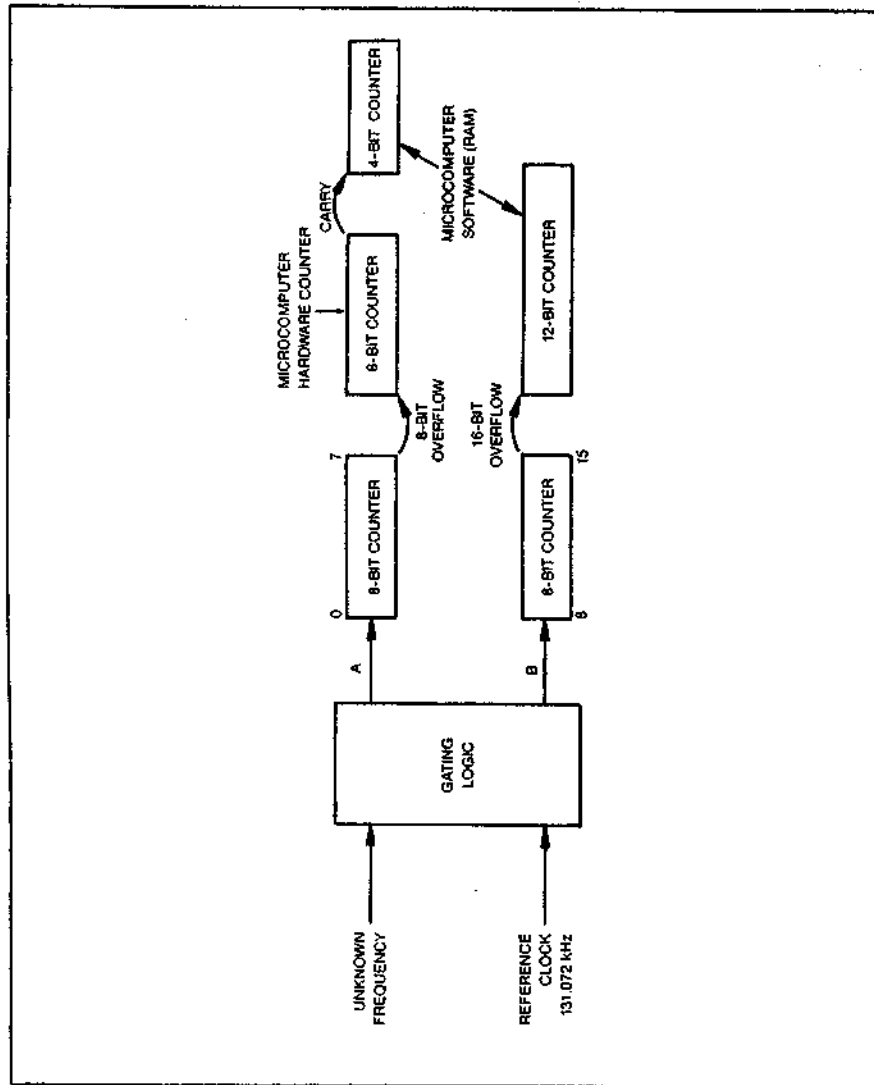 UNKNOWN
FREQUENCY
REFERENCE
CLOCK
131.072 kHz
GATING
LOGIC
A
B
0
7
8-BIT COUNTER
8-BIT
OVERFLOW
MICROCOMPUTER
HARDWARE COUNTER
8-BIT COUNTER
CARRY
4-BIT COUNTER
8
15
8-BIT COUNTER
16-BIT
OVERFLOW
12-BIT COUNTER
MICROCOMPUTER
SOFTWARE (RAM)